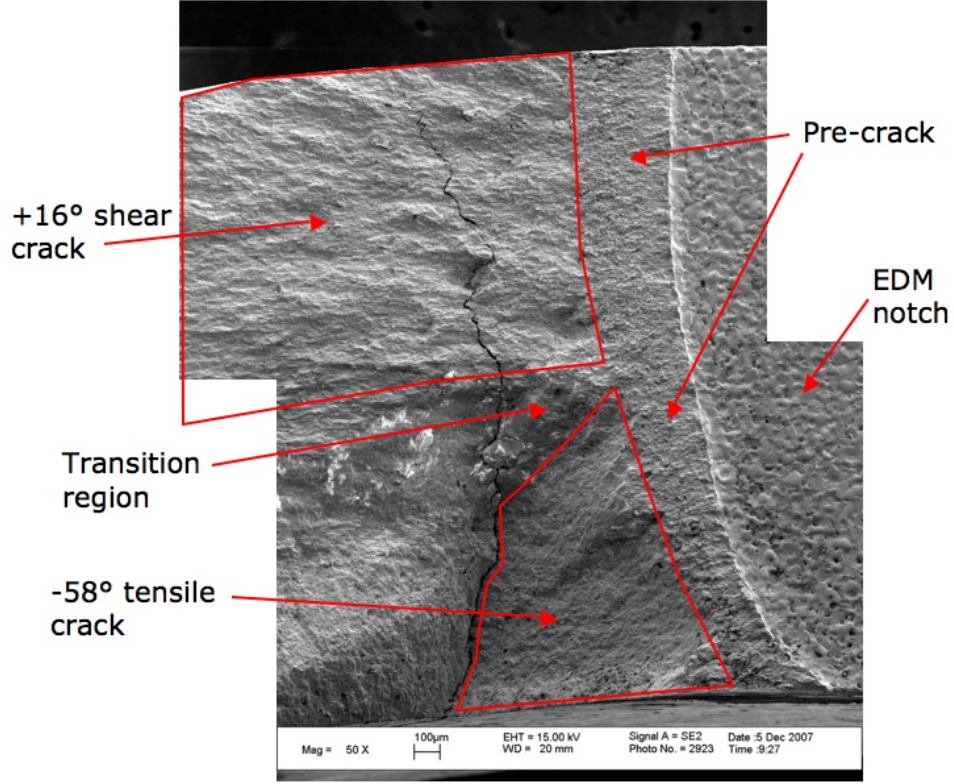 Pre-crack
+16° shear
crack
EDM
notch
Transition
region
-58° tensile
crack
Mag = 50 X
100µm
EHT = 15.00 kV
WD = 20 mm
Signal A = SE2
Photo No. = 2923
Date :5 Dec 2007
Time :9:27